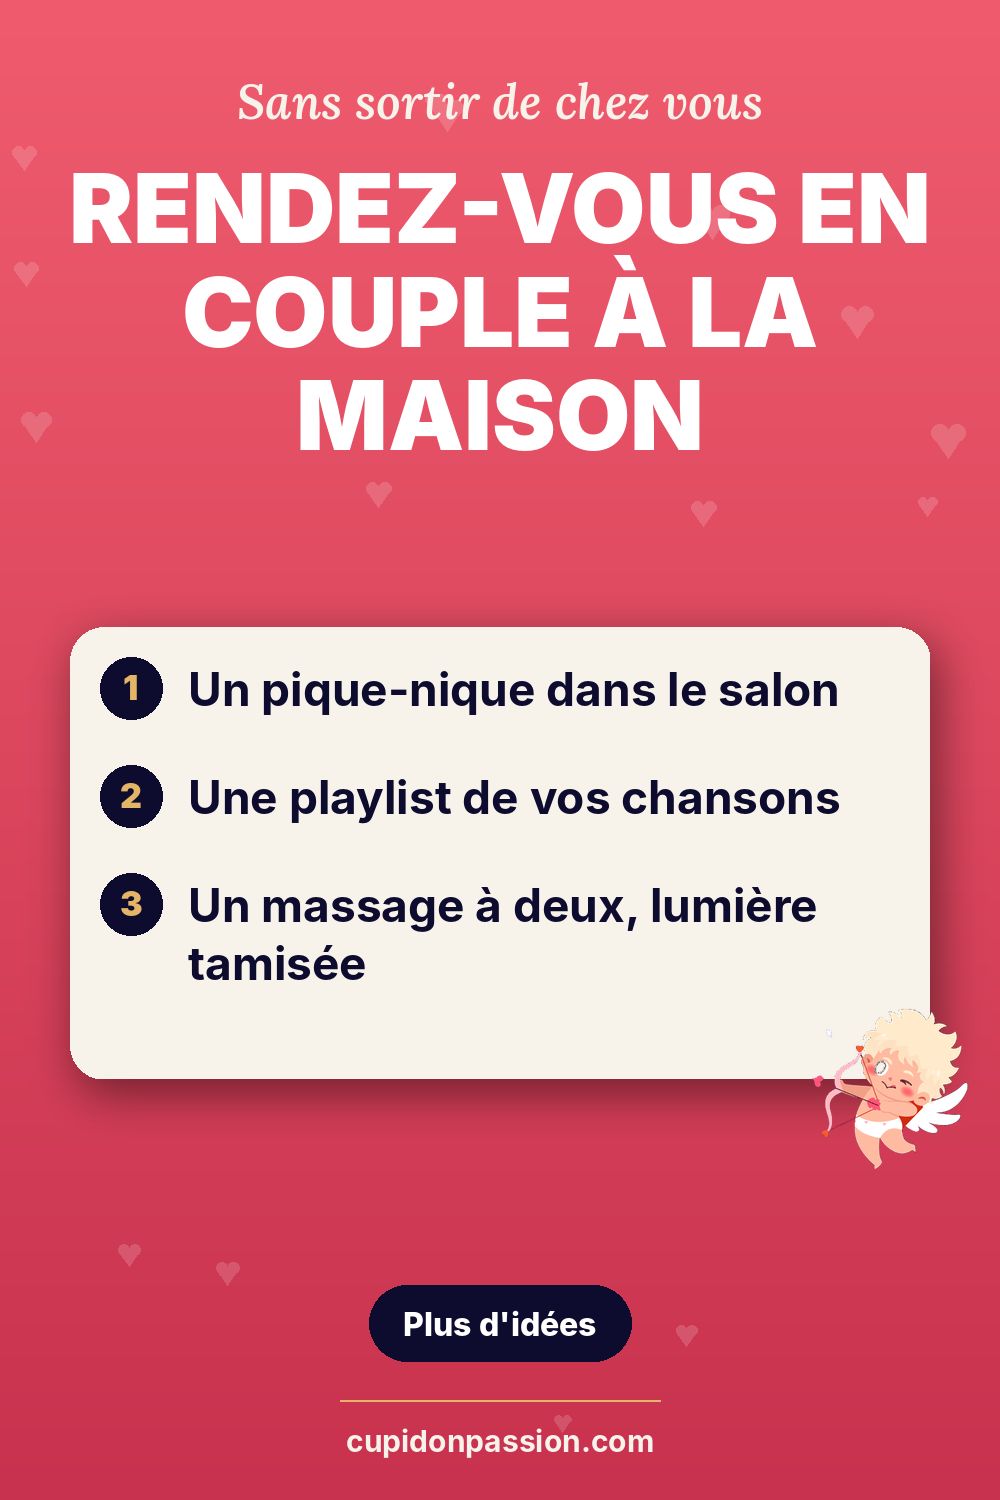 Sans sortir de chez vous
RENDEZ-VOUS EN
COUPLE À LA
MAISON
1 Un pique-nique dans le salon
2 Une playlist de vos chansons
3 Un massage à deux, lumière
tamisée
Plus d'idées
cupidonpassion.com